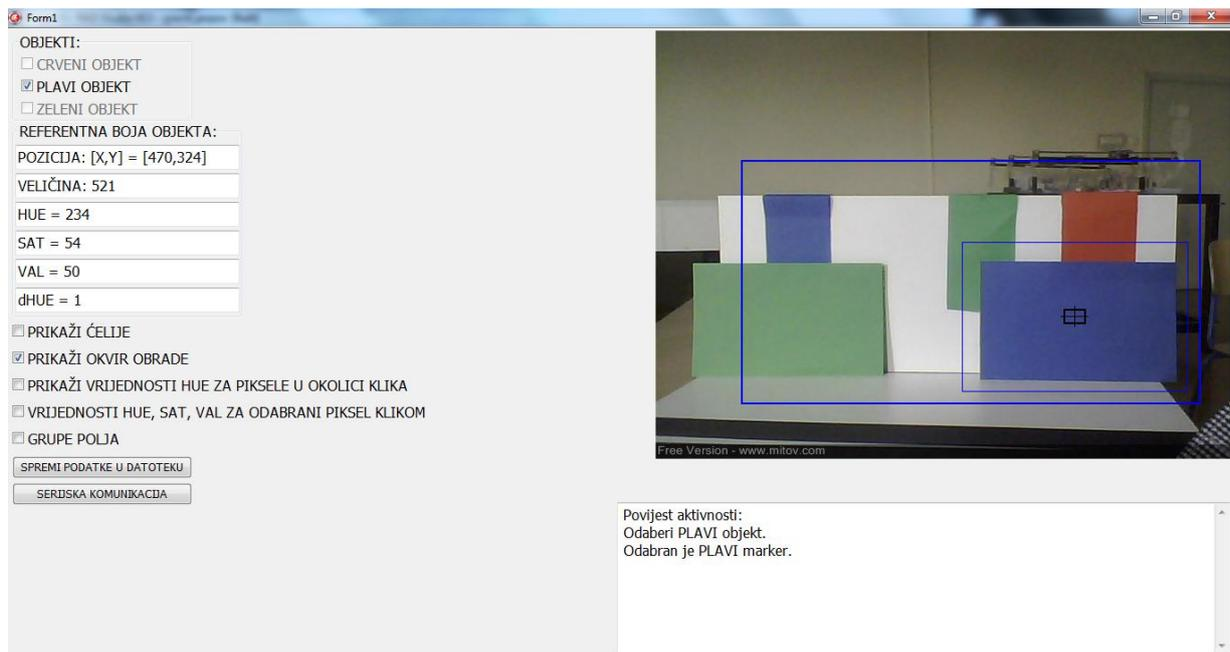 Form1
OBJEKTI:
CRVENI OBJEKT
PLAVI OBJEKT
ZELENI OBJEKT
REFERENTNA BOJA OBJEKTA:
POZICIJA: [X,Y] = [470,324]
VELIČINA: 521
HUE = 234
SAT = 54
VAL = 50
dHUE = 1
PRIKAŽI ĆELIJE
PRIKAŽI OKVIR OBRADE
PRIKAŽI VRIJEDNOSTI HUE ZA PIKSELE U OKOLICI KLIKA
VRIJEDNOSTI HUE, SAT, VAL ZA ODABRANI PIKSEL KLIKOM
GRUPE POLJA
SPREMI PODATKE U DATOTEKU
SERIJSKA KOMUNIKACIJA
Free Version - www.mitov.com
Povijest aktivnosti:
Odaberi PLAVI objekt.
Odabran je PLAVI marker.